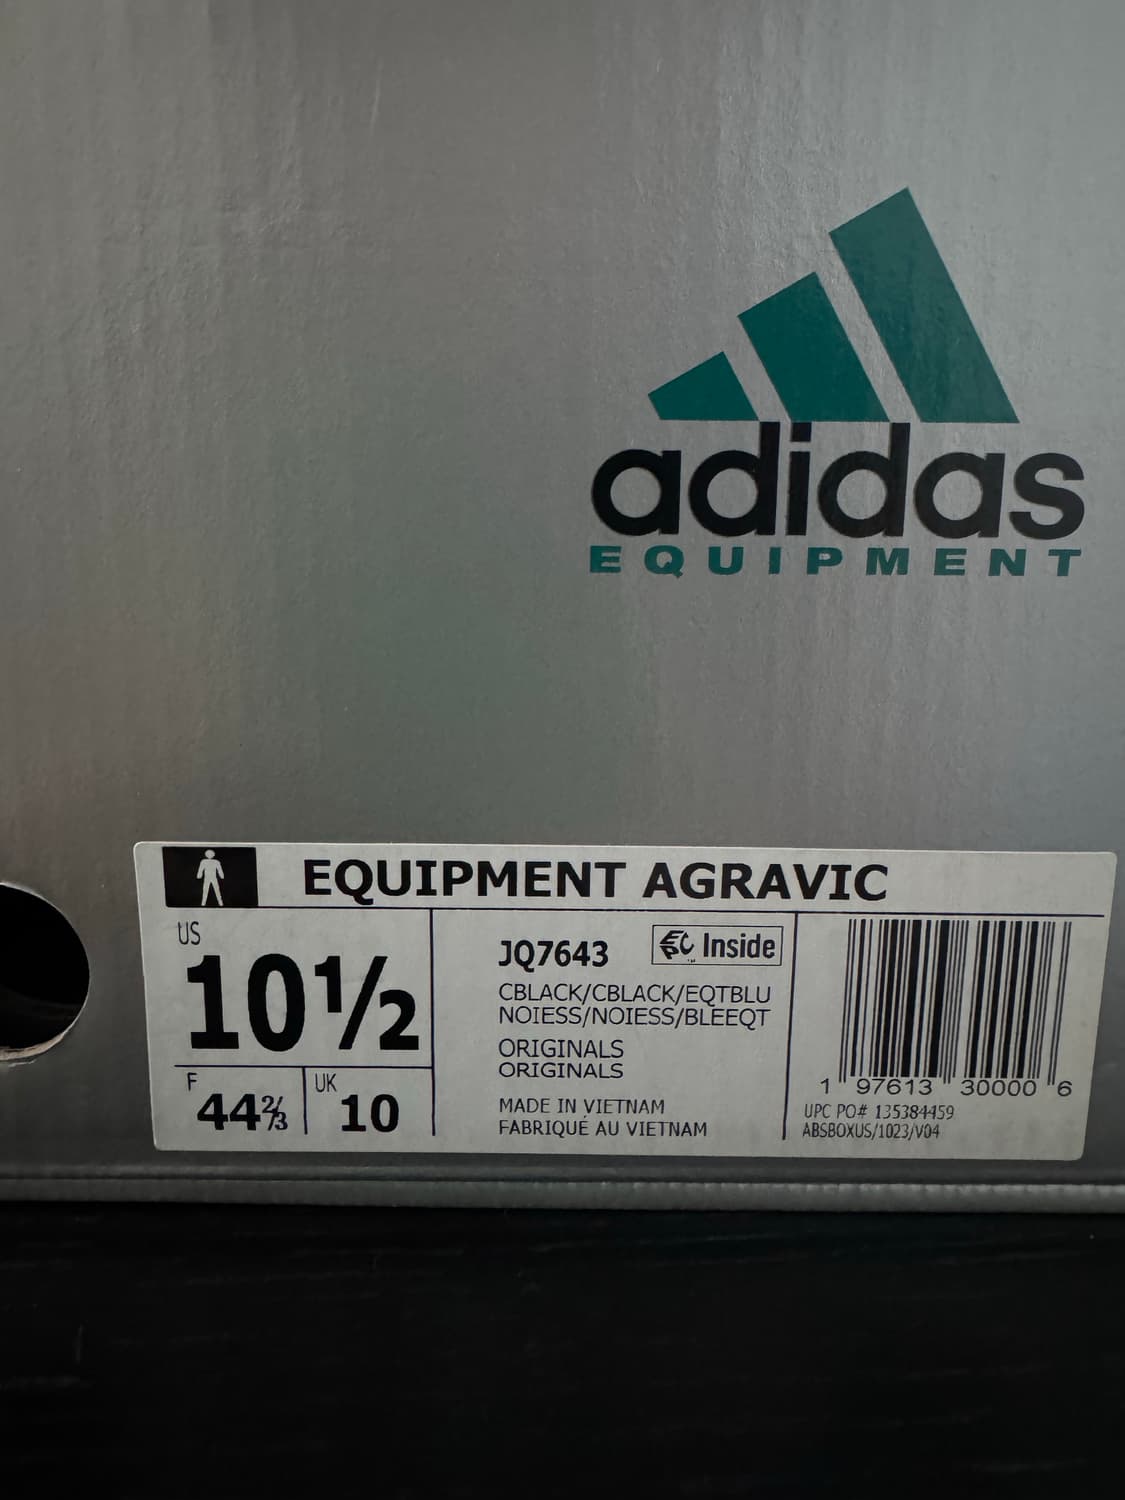 adidas
EQUIPMENT
EQUIPMENT AGRAVIC
US
10½
F
44⅔
UK
10
JQ7643
Inside
CBLACK/CBLACK/EQTBLU
NOIESS/NOIESS/BLEEQT
ORIGINALS
ORIGINALS
MADE IN VIETNAM
FABRIQUÉ AU VIETNAM
1 97613 30000 6
UPC PO# 135384459
ABSBOXUS/1023/V04